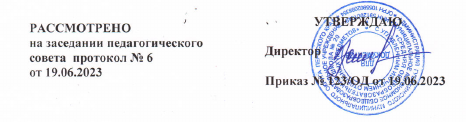 РАССМОТРЕНО
на заседании педагогического
совета протокол № 6
от 19.06.2023
УТВЕРЖДАЮ
Директор
Приказ № 123/ОД от 19.06.2023